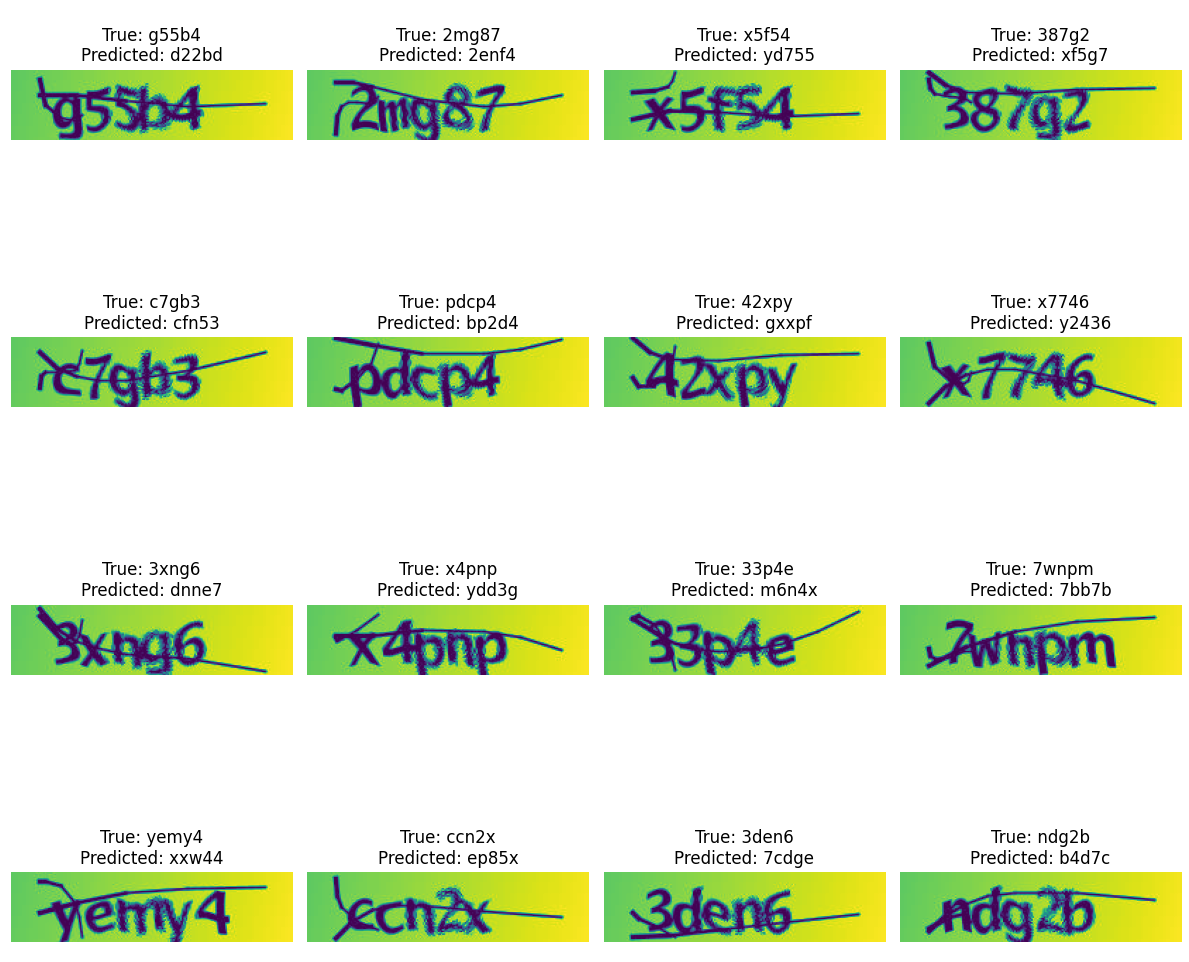 True: g55b4
Predicted: d22bd
g55b4
True: 2mg87
Predicted: 2enf4
2mg87
True: x5f54
Predicted: yd755
x5f54
True: 387g2
Predicted: xf5g7
387g2
True: c7gb3
Predicted: cfn53
c7gb3
True: pdcp4
Predicted: bp2d4
pdcp4
True: 42xpy
Predicted: gxxpf
42xpy
True: x7746
Predicted: y2436
x7746
True: 3xng6
Predicted: dnne7
3xng6
True: x4pnp
Predicted: ydd3g
x4pnp
True: 33p4e
Predicted: m6n4x
33p4e
True: 7wnpm
Predicted: 7bb7b
7wnpm
True: yemy4
Predicted: xxw44
yemy4
True: ccn2x
Predicted: ep85x
ccn2x
True: 3den6
Predicted: 7cdge
3den6
True: ndg2b
Predicted: b4d7c
ndg2b